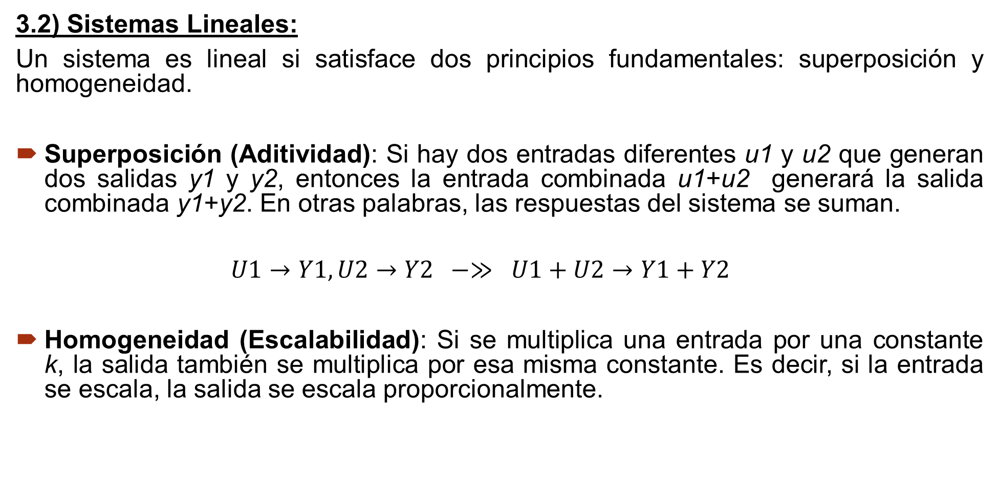 3.2) Sistemas Lineales:
Un sistema es lineal si satisface dos principios fundamentales: superposición y
homogeneidad.
Superposición (Aditividad): Si hay dos entradas diferentes u1 y u2 que generan
dos salidas y1 y y2, entonces la entrada combinada u1+u2 generará la salida
combinada y1+y2. En otras palabras, las respuestas del sistema se suman.
U1 → Y1, U2 → Y2 −≫ U1 + U2 → Y1 + Y2
Homogeneidad (Escalabilidad): Si se multiplica una entrada por una constante
k, la salida también se multiplica por esa misma constante. Es decir, si la entrada
se escala, la salida se escala proporcionalmente.